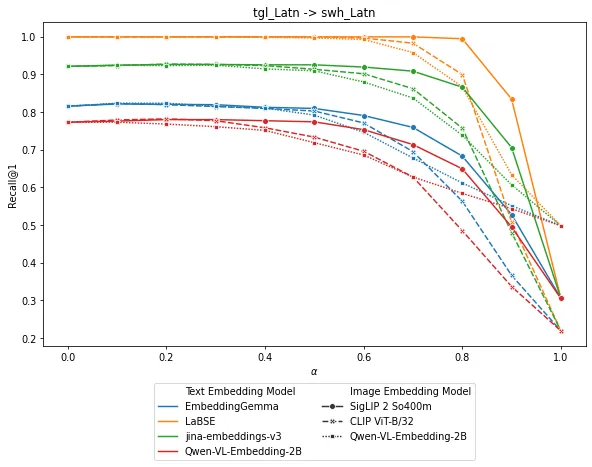 tgl_Latn -> swh_Latn
Recall@1
1.0
0.9
0.8
0.7
0.6
0.5
0.4
0.3
0.2
0.0 0.2 0.4 0.6 0.8 1.0
α
Text Embedding Model
EmbeddingGemma
LaBSE
jina-embeddings-v3
Qwen-VL-Embedding-2B
Image Embedding Model
SigLIP 2 So400m
CLIP ViT-B/32
Qwen-VL-Embedding-2B